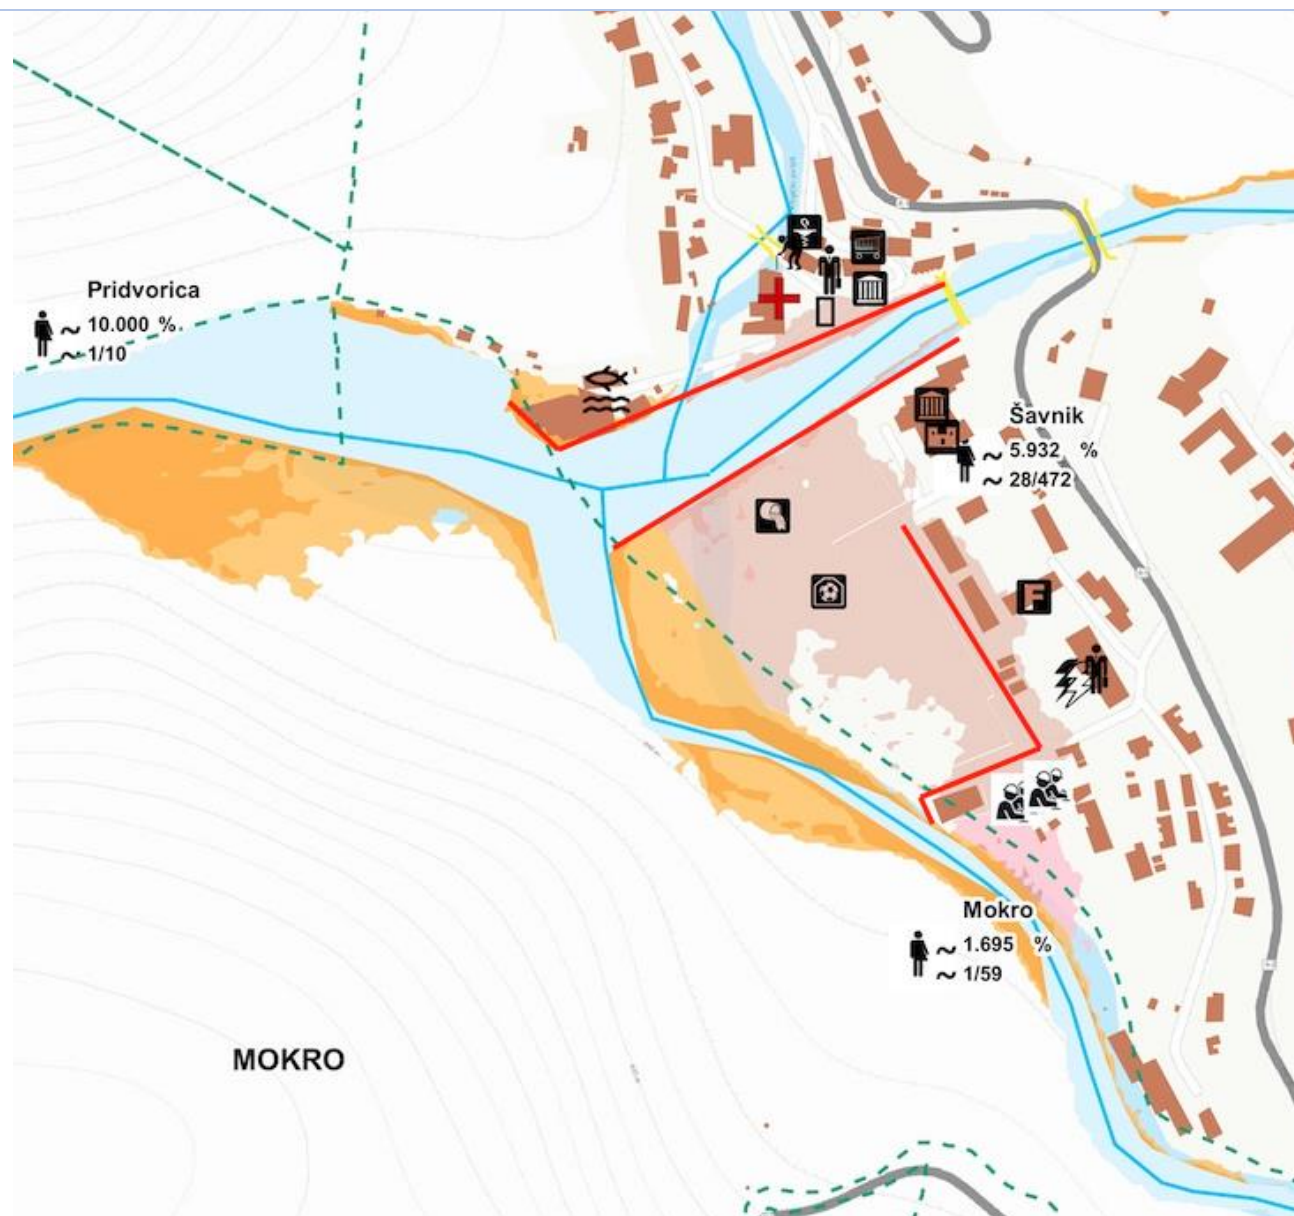 Pridvorica
~ 10.000 %
~ 1/10
Šavnik
~ 5.932 %
~ 28/472
F
Mokro
~ 1.695 %
~ 1/59
MOKRO